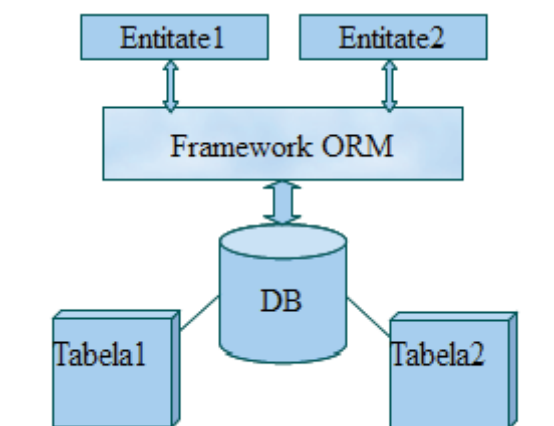 Entitate1
Entitate2
Framework ORM
DB
Tabela1
Tabela2